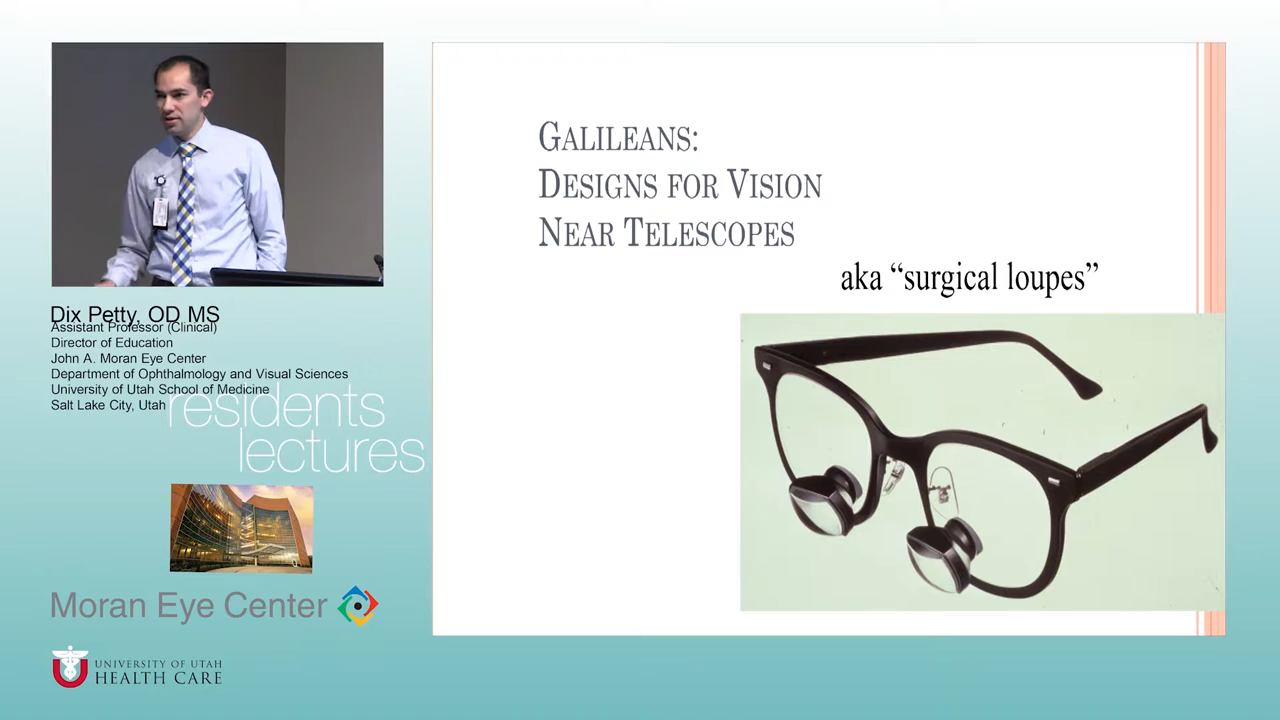 Dix Petty, OD MS
Assistant Professor (Clinical)
Director of Education
John A. Moran Eye Center
Department of Ophthalmology and Visual Sciences
University of Utah School of Medicine
Salt Lake City, Utah
residents
lectures
Moran Eye Center
UNIVERSITY OF UTAH
HEALTH CARE
GALILEANS:
DESIGNS FOR VISION
NEAR TELESCOPES
aka “surgical loupes”